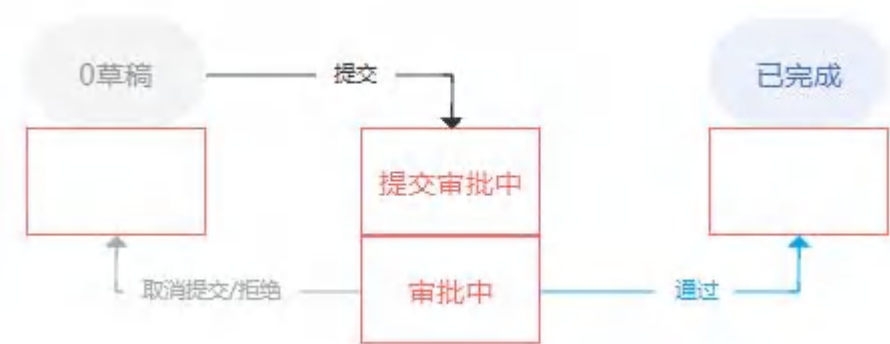 0草稿
提交
已完成
提交审批中
取消提交/拒绝
审批中
通过